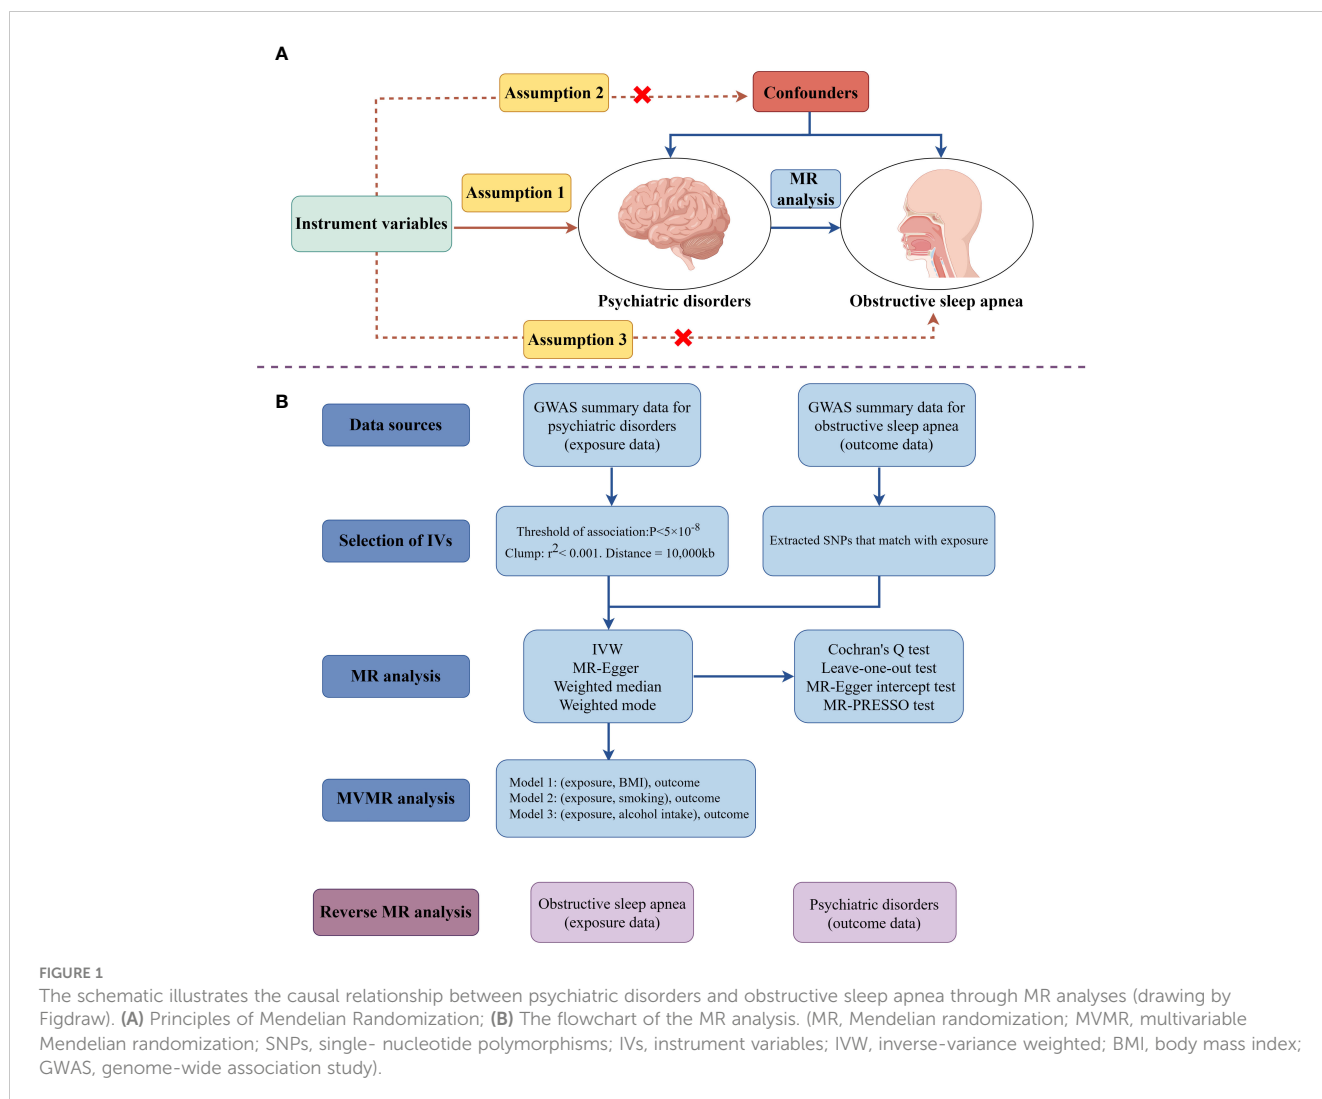 A
Assumption 2
Confounders
Assumption 1
MR
analysis
Instrument variables
Psychiatric disorders
Obstructive sleep apnea
Assumption 3
B
Data sources
GWAS summary data for
psychiatric disorders
(exposure data)
GWAS summary data for
obstructive sleep apnea
(outcome data)
Selection of IVs
Threshold of association:P<5×10⁻⁸
Clump: r²< 0.001. Distance = 10,000kb
Extracted SNPs that match with exposure
MR analysis
IVW
MR-Egger
Weighted median
Weighted mode
Cochran's Q test
Leave-one-out test
MR-Egger intercept test
MR-PRESSO test
MVMR analysis
Model 1: (exposure, BMI), outcome
Model 2: (exposure, smoking), outcome
Model 3: (exposure, alcohol intake), outcome
Reverse MR analysis
Obstructive sleep apnea
(exposure data)
Psychiatric disorders
(outcome data)
FIGURE 1
The schematic illustrates the causal relationship between psychiatric disorders and obstructive sleep apnea through MR analyses (drawing by
Figdraw). (A) Principles of Mendelian Randomization; (B) The flowchart of the MR analysis. (MR, Mendelian randomization; MVMR, multivariable
Mendelian randomization; SNPs, single- nucleotide polymorphisms; IVs, instrument variables; IVW, inverse-variance weighted; BMI, body mass index;
GWAS, genome-wide association study).